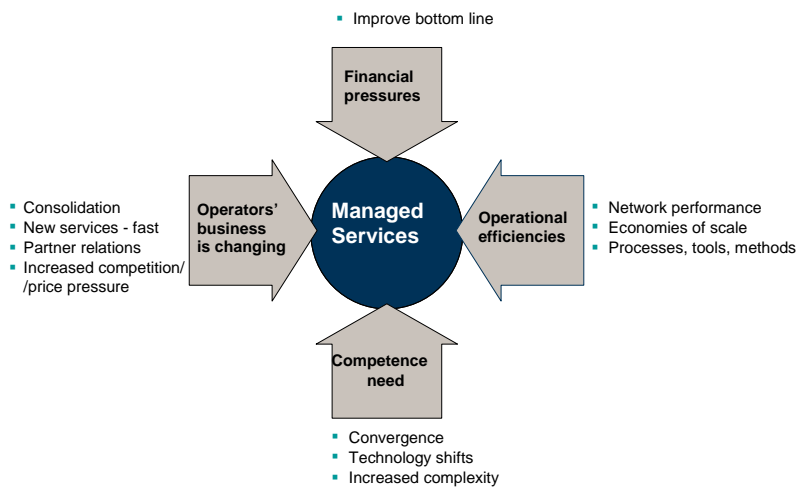 ▪ Improve bottom line
Financial
pressures
▪ Consolidation
▪ New services - fast
▪ Partner relations
▪ Increased competition/
/price pressure
Operators’
business
is changing
Managed
Services
Operational
efficiencies
▪ Network performance
▪ Economies of scale
▪ Processes, tools, methods
Competence
need
▪ Convergence
▪ Technology shifts
▪ Increased complexity